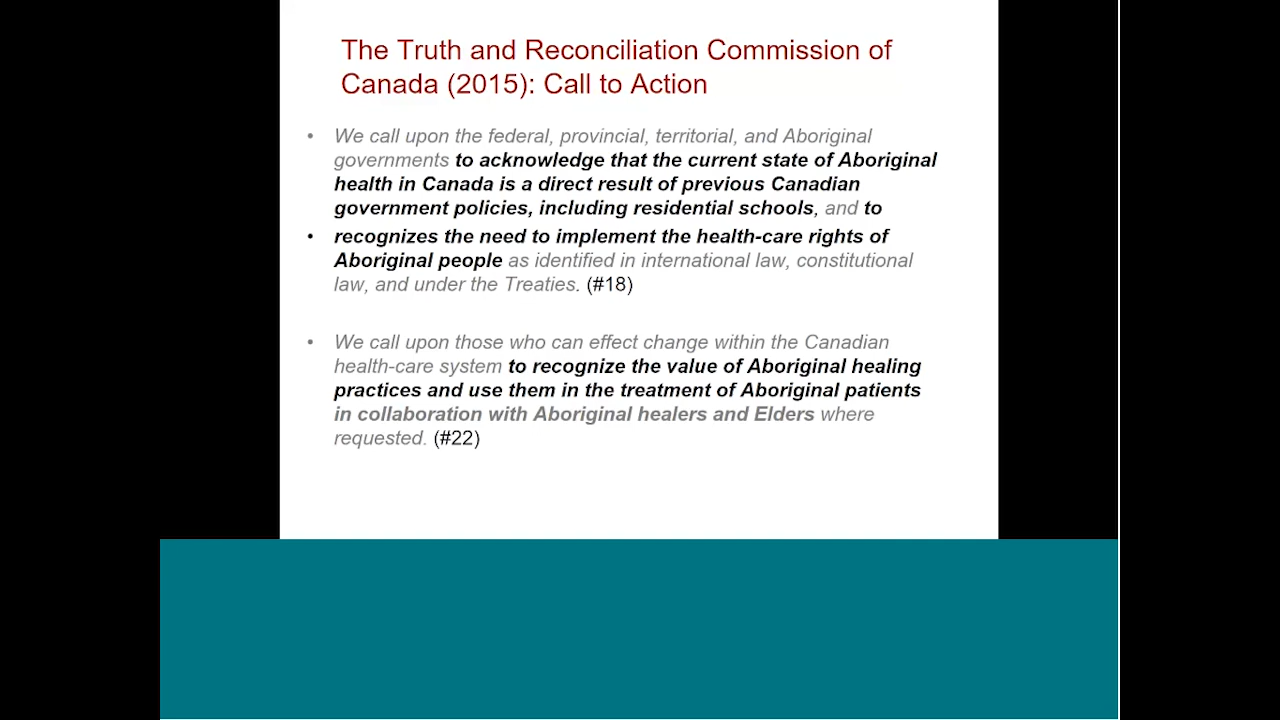 The Truth and Reconciliation Commission of
Canada (2015): Call to Action
• We call upon the federal, provincial, territorial, and Aboriginal
governments to acknowledge that the current state of Aboriginal
health in Canada is a direct result of previous Canadian
government policies, including residential schools, and to
• recognizes the need to implement the health-care rights of
Aboriginal people as identified in international law, constitutional
law, and under the Treaties. (#18)
• We call upon those who can effect change within the Canadian
health-care system to recognize the value of Aboriginal healing
practices and use them in the treatment of Aboriginal patients
in collaboration with Aboriginal healers and Elders where
requested. (#22)